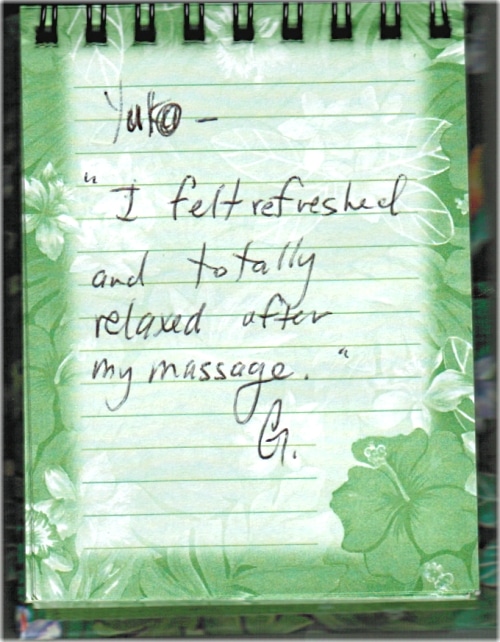 Yuko –
"I felt refreshed
and totally
relaxed after
my massage."
G.